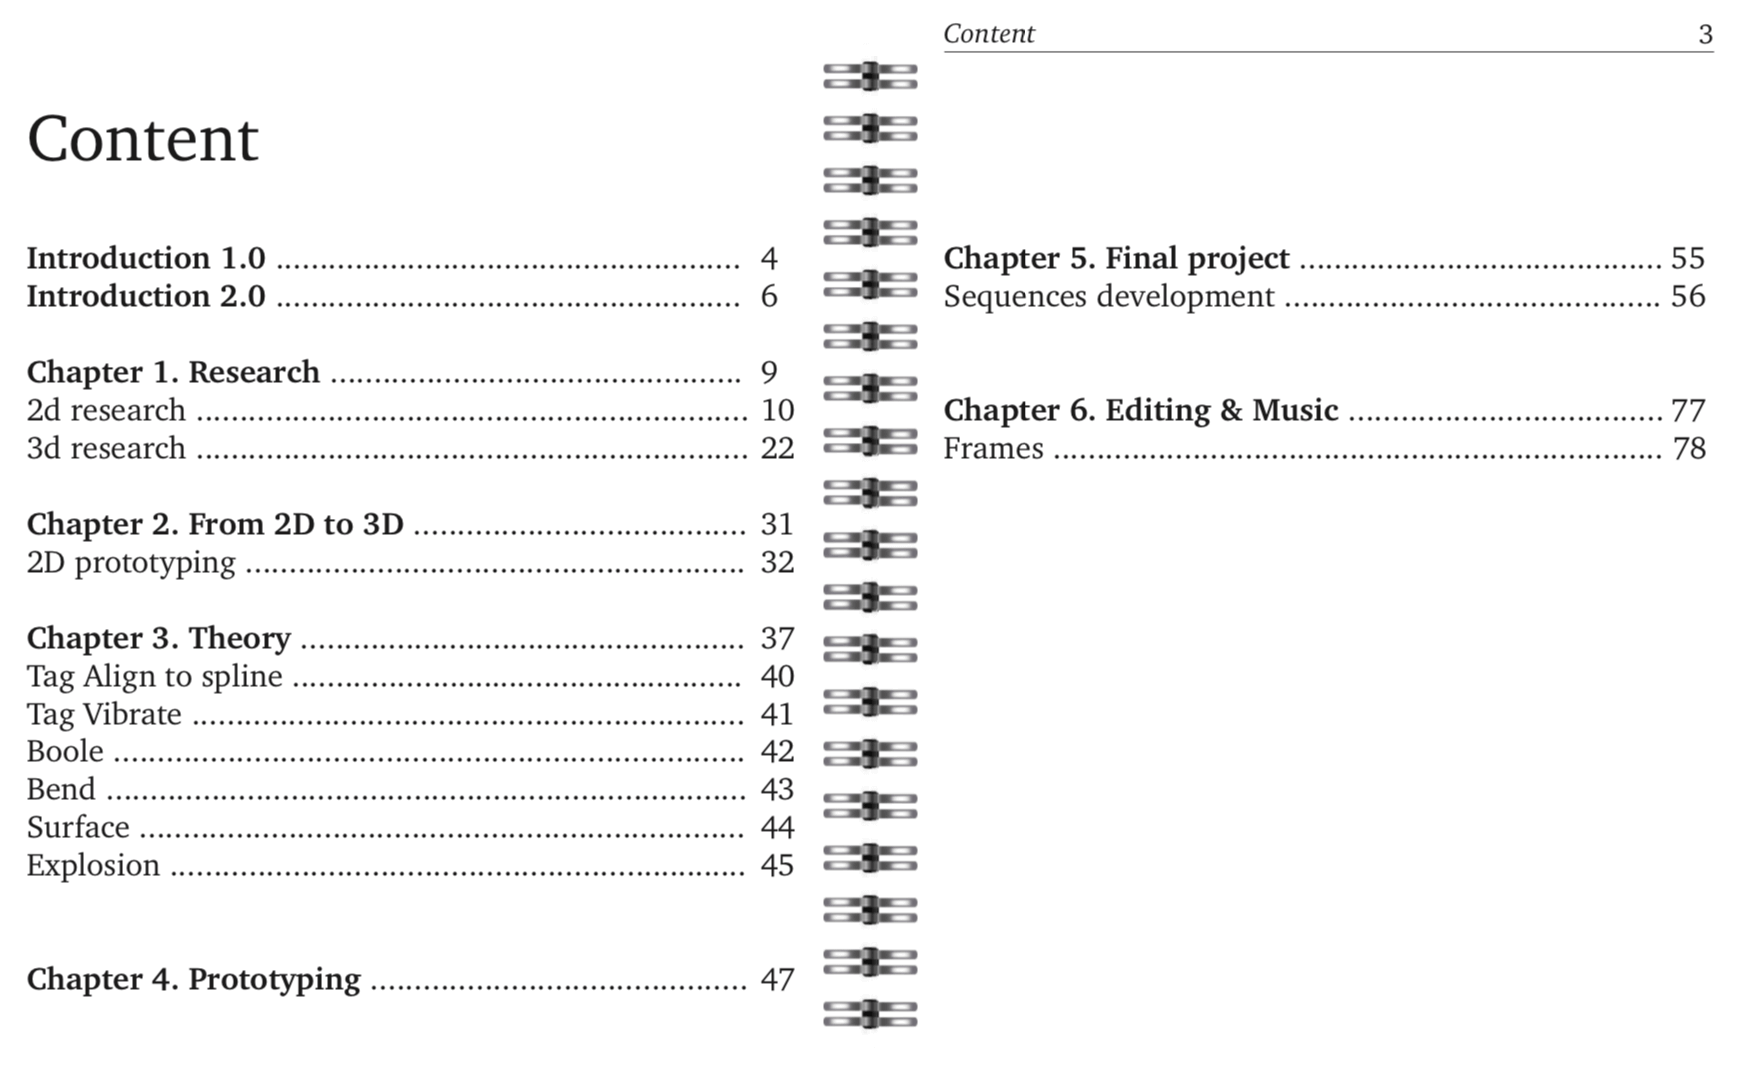 Content
Introduction 1.0 ..................................................... 4
Introduction 2.0 ..................................................... 6
Chapter 1. Research ............................................... 9
2d research ............................................................... 10
3d research ............................................................... 22
Chapter 2. From 2D to 3D ...................................... 31
2D prototyping ......................................................... 32
Chapter 3. Theory ................................................... 37
Tag Align to spline ................................................... 40
Tag Vibrate ............................................................... 41
Boole ........................................................................ 42
Bend ......................................................................... 43
Surface ..................................................................... 44
Explosion .................................................................. 45
Chapter 4. Prototyping ........................................... 47
Content 3
Chapter 5. Final project .......................................... 55
Sequences development ........................................... 56
Chapter 6. Editing & Music .................................... 77
Frames ...................................................................... 78